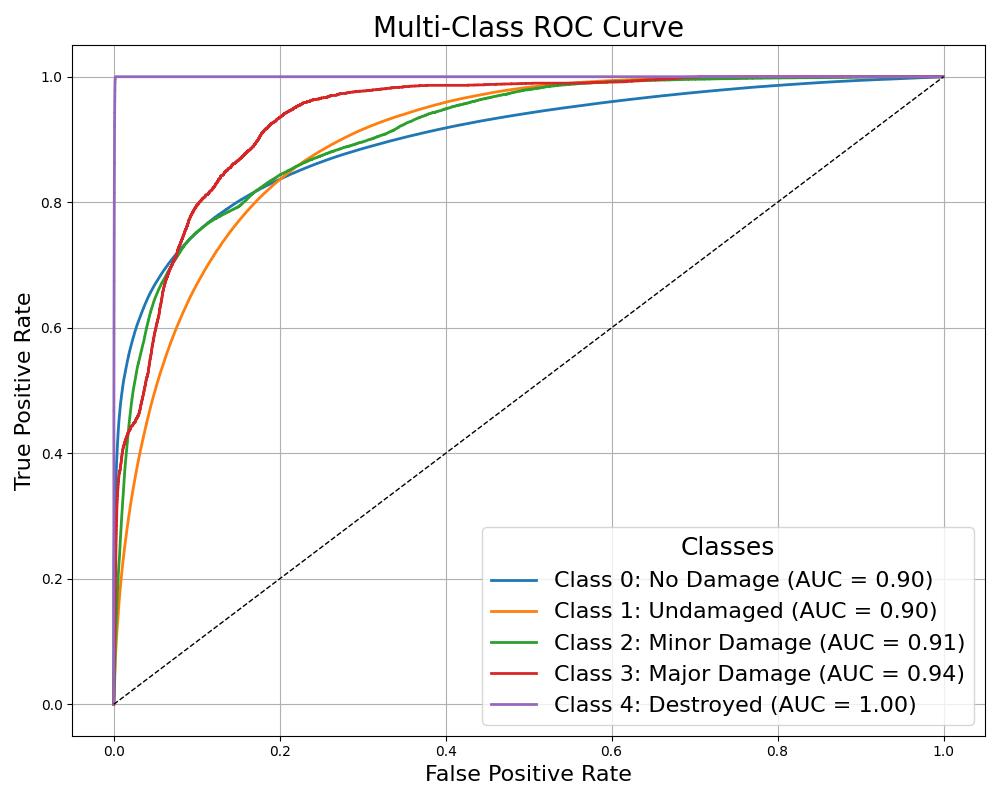 Multi-Class ROC Curve
True Positive Rate
1.0
0.8
0.6
0.4
0.2
0.0
Classes
Class 0: No Damage (AUC = 0.90)
Class 1: Undamaged (AUC = 0.90)
Class 2: Minor Damage (AUC = 0.91)
Class 3: Major Damage (AUC = 0.94)
Class 4: Destroyed (AUC = 1.00)
0.0 0.2 0.4 0.6 0.8 1.0
False Positive Rate